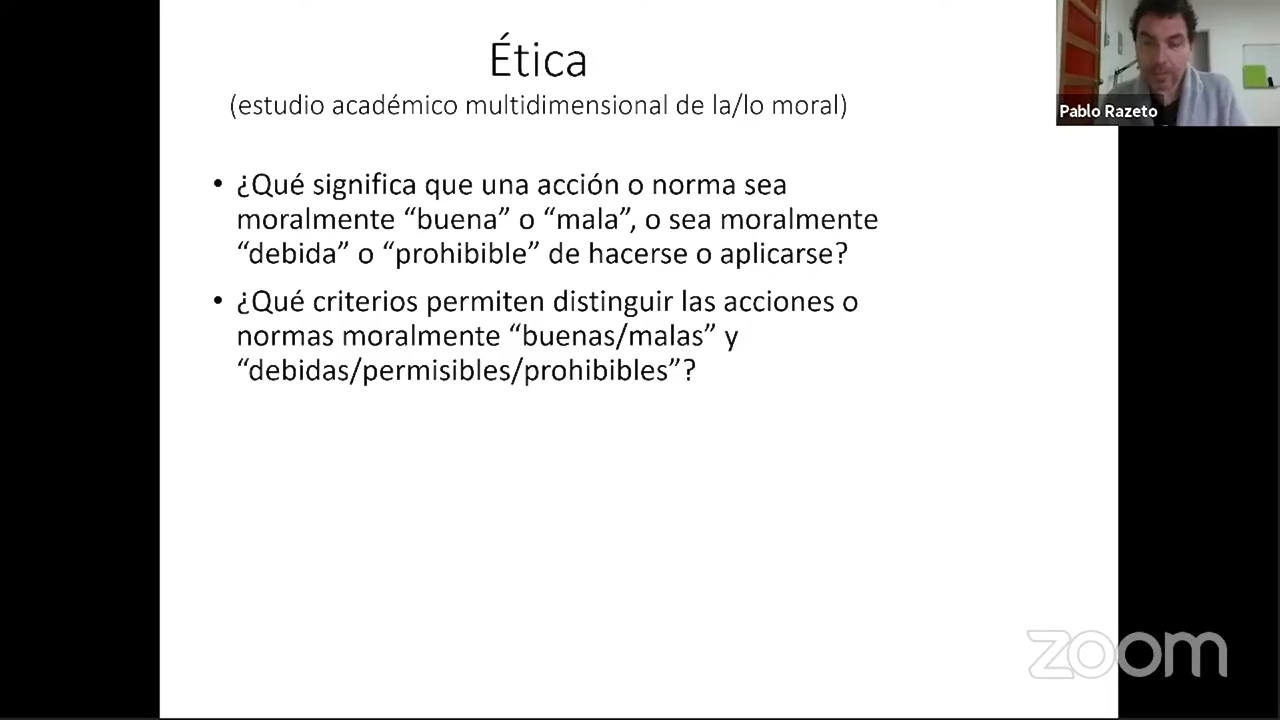 Ética
(estudio académico multidimensional de la/lo moral)
• ¿Qué significa que una acción o norma sea
moralmente “buena” o “mala”, o sea moralmente
“debida” o “prohibible” de hacerse o aplicarse?
• ¿Qué criterios permiten distinguir las acciones o
normas moralmente “buenas/malas” y
“debidas/permisibles/prohibibles”?
Pablo Razeto
zoom